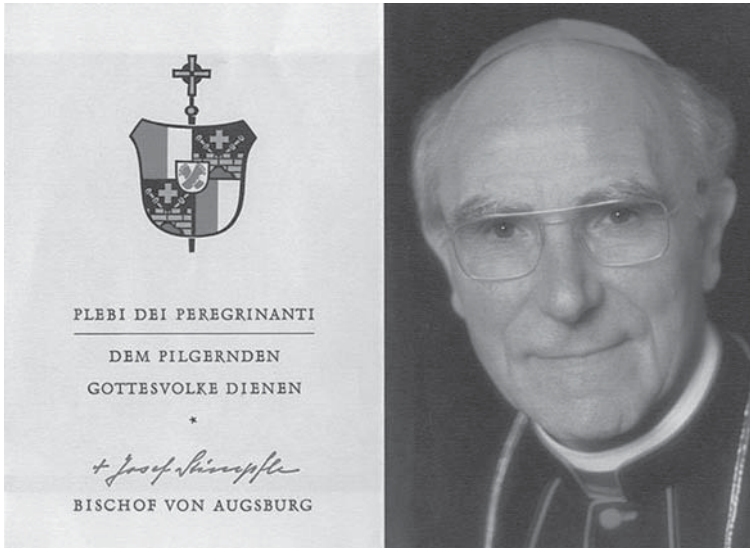 PLEBI DEI PEREGRINANTI
DEM PILGERNDEN
GOTTESVOLKE DIENEN
*
+ Josef Stimpfle
BISCHOF VON AUGSBURG